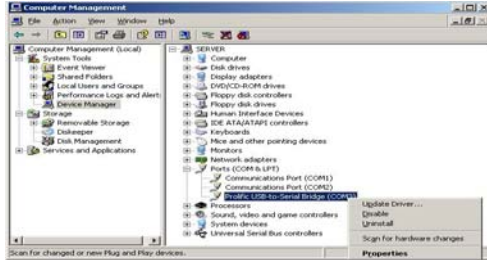 Computer Management
File Action View Window Help
Computer Management (Local)
System Tools
Event Viewer
Shared Folders
Local Users and Groups
Performance Logs and Alert
Device Manager
Storage
Removable Storage
Diskeeper
Disk Management
Services and Applications
SERVER
Computer
Disk drives
Display adapters
DVD/CD-ROM drives
Floppy disk controllers
Floppy disk drives
Human Interface Devices
IDE ATA/ATAPI controllers
Keyboards
Mice and other pointing devices
Monitors
Network adapters
Ports (COM & LPT)
Communications Port (COM1)
Communications Port (COM2)
Prolific USB-to-Serial Bridge
Processors
Sound, video and game controllers
System devices
Universal Serial Bus controllers
Update Driver...
Disable
Uninstall
Scan for hardware changes
Properties
Scan for changed or new Plug and Play devices.